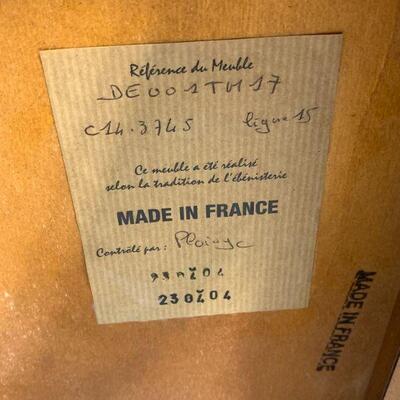 Référence du Meuble
DE001TM17
C14.3745 ligne 15
Ce meuble a été réalisé
selon la tradition de l'ébénisterie
MADE IN FRANCE
Contrôlé par :
230704
MADE IN FRANCE